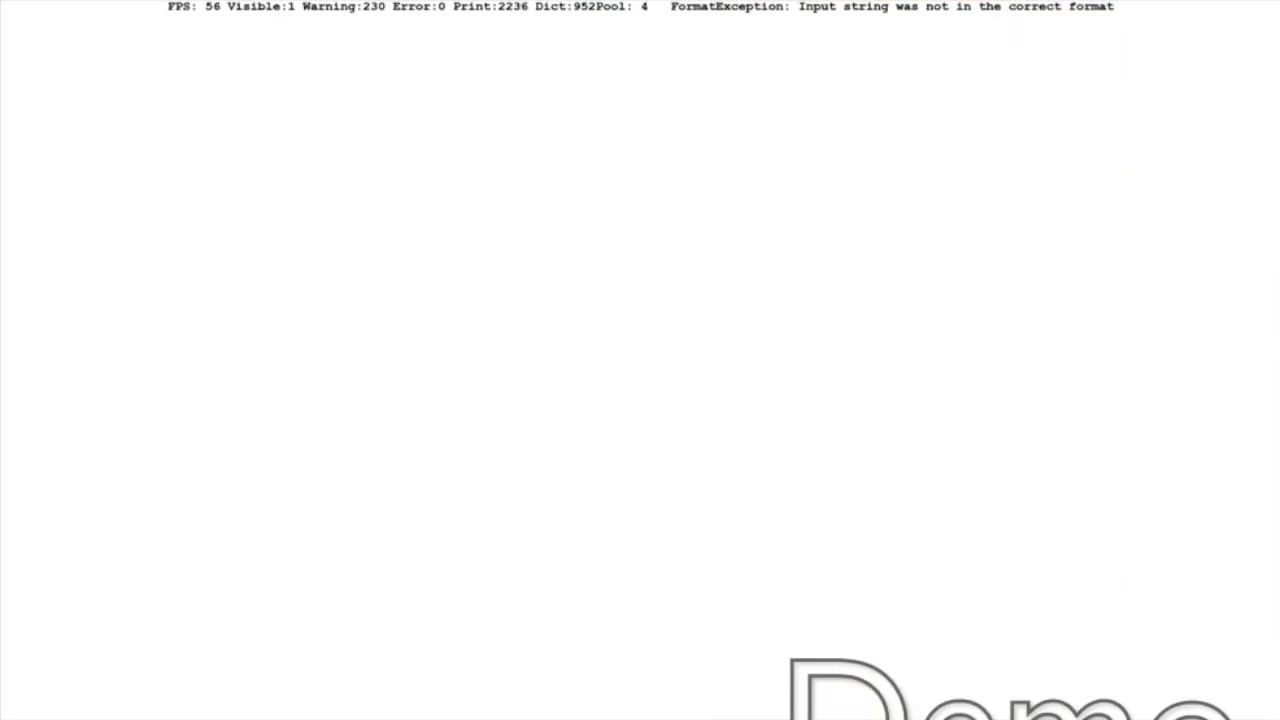 FPS: 56 Visible:1 Warning:230 Error:0 Print:2236 Dict:952Pool: 4 FormatException: Input string was not in the correct format
Demo